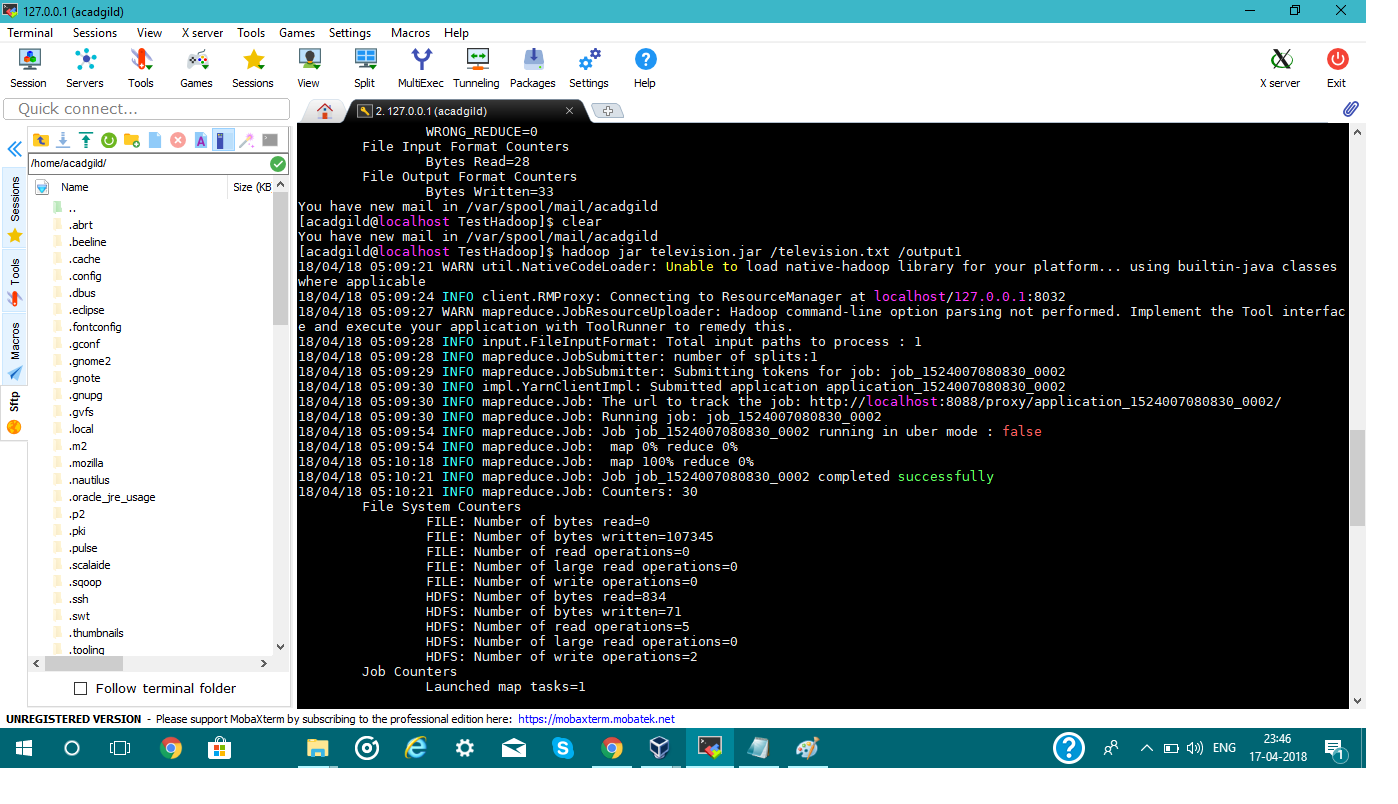 127.0.0.1 (acadgild)
Terminal Sessions View X server Tools Games Settings Macros Help
Session Servers Tools Games Sessions View Split MultiExec Tunneling Packages Settings Help X server Exit
Quick connect...
2. 127.0.0.1 (acadgild)
/home/acadgild/
Name Size (KB
..
.abrt
.beeline
.cache
.config
.dbus
.eclipse
.fontconfig
.gconf
.gnome2
.gnote
.gnupg
.gvfs
.local
.m2
.mozilla
.nautilus
.oracle_jre_usage
.p2
.pki
.pulse
.scalaide
.sqoop
.ssh
.swt
.thumbnails
.tooling
Follow terminal folder
Sessions
Tools
Macros
Sftp
WRONG_REDUCE=0
File Input Format Counters
Bytes Read=28
File Output Format Counters
Bytes Written=33
You have new mail in /var/spool/mail/acadgild
[acadgild@localhost TestHadoop]$ clear
You have new mail in /var/spool/mail/acadgild
[acadgild@localhost TestHadoop]$ hadoop jar television.jar /television.txt /output1
18/04/18 05:09:21 WARN util.NativeCodeLoader: Unable to load native-hadoop library for your platform... using builtin-java classes
where applicable
18/04/18 05:09:24 INFO client.RMProxy: Connecting to ResourceManager at localhost/127.0.0.1:8032
18/04/18 05:09:27 WARN mapreduce.JobResourceUploader: Hadoop command-line option parsing not performed. Implement the Tool interfac
e and execute your application with ToolRunner to remedy this.
18/04/18 05:09:28 INFO input.FileInputFormat: Total input paths to process : 1
18/04/18 05:09:28 INFO mapreduce.JobSubmitter: number of splits:1
18/04/18 05:09:29 INFO mapreduce.JobSubmitter: Submitting tokens for job: job_1524007080830_0002
18/04/18 05:09:30 INFO impl.YarnClientImpl: Submitted application application_1524007080830_0002
18/04/18 05:09:30 INFO mapreduce.Job: The url to track the job: http://localhost:8088/proxy/application_1524007080830_0002/
18/04/18 05:09:30 INFO mapreduce.Job: Running job: job_1524007080830_0002
18/04/18 05:09:54 INFO mapreduce.Job: Job job_1524007080830_0002 running in uber mode : false
18/04/18 05:09:54 INFO mapreduce.Job:  map 0% reduce 0%
18/04/18 05:10:18 INFO mapreduce.Job:  map 100% reduce 0%
18/04/18 05:10:21 INFO mapreduce.Job: Job job_1524007080830_0002 completed successfully
18/04/18 05:10:21 INFO mapreduce.Job: Counters: 30
File System Counters
FILE: Number of bytes read=0
FILE: Number of bytes written=107345
FILE: Number of read operations=0
FILE: Number of large read operations=0
FILE: Number of write operations=0
HDFS: Number of bytes read=834
HDFS: Number of bytes written=71
HDFS: Number of read operations=5
HDFS: Number of large read operations=0
HDFS: Number of write operations=2
Job Counters
Launched map tasks=1
UNREGISTERED VERSION - Please support MobaXterm by subscribing to the professional edition here: https://mobaxterm.mobatek.net
ENG
23:46
17-04-2018
1